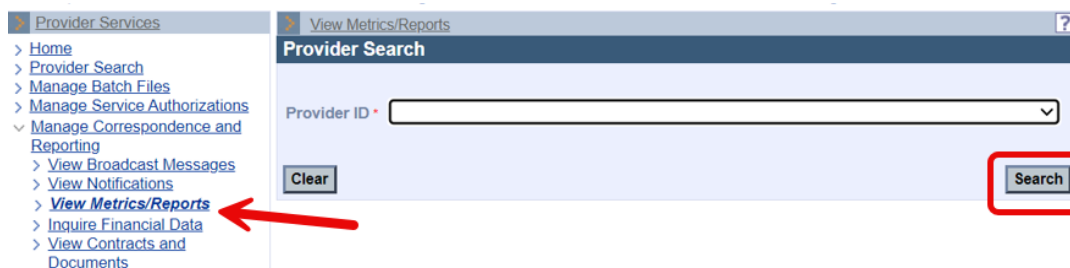 Provider Services
Home
Provider Search
Manage Batch Files
Manage Service Authorizations
Manage Correspondence and
Reporting
View Broadcast Messages
View Notifications
View Metrics/Reports
Inquire Financial Data
View Contracts and
Documents
View Metrics/Reports
?
Provider Search
Provider ID *
Clear
Search